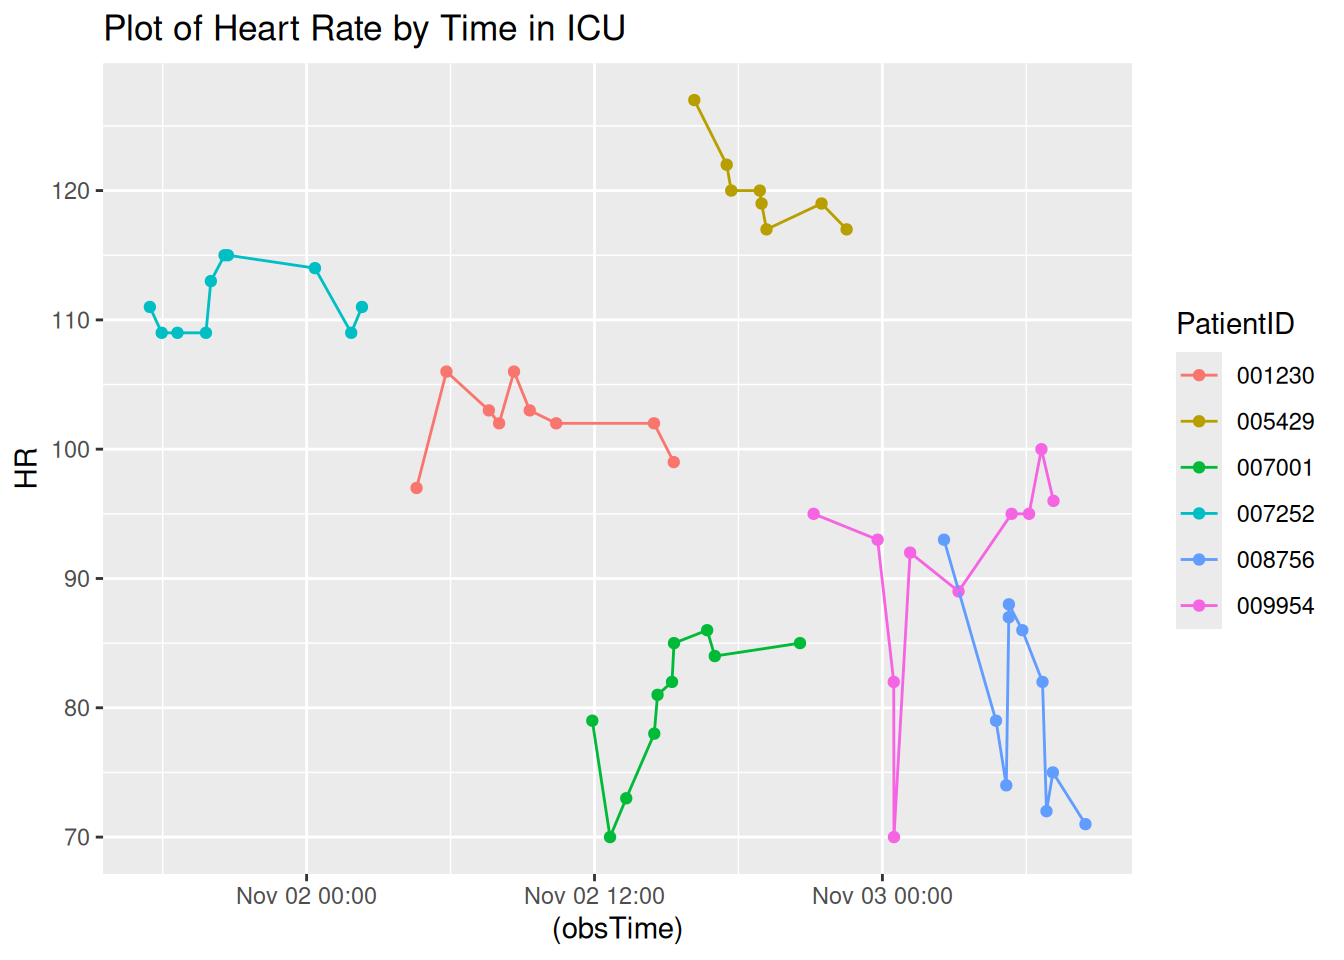 Plot of Heart Rate by Time in ICU
HR
120
110
100
90
80
70
Nov 02 00:00
Nov 02 12:00
Nov 03 00:00
(obsTime)
PatientID
001230
005429
007001
007252
008756
009954